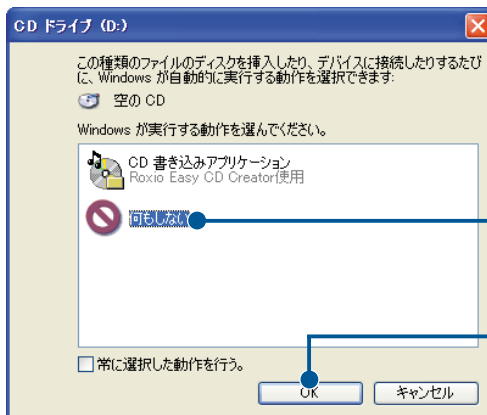 CD ドライブ (D:)
この種類のファイルのディスクを挿入したり、デバイスに接続したりするたび
に、Windows が自動的に実行する動作を選択できます:
空の CD
Windows が実行する動作を選んでください。
CD 書き込みアプリケーション
Roxio Easy CD Creator使用
何もしない
常に選択した動作を行う。
OK
キャンセル